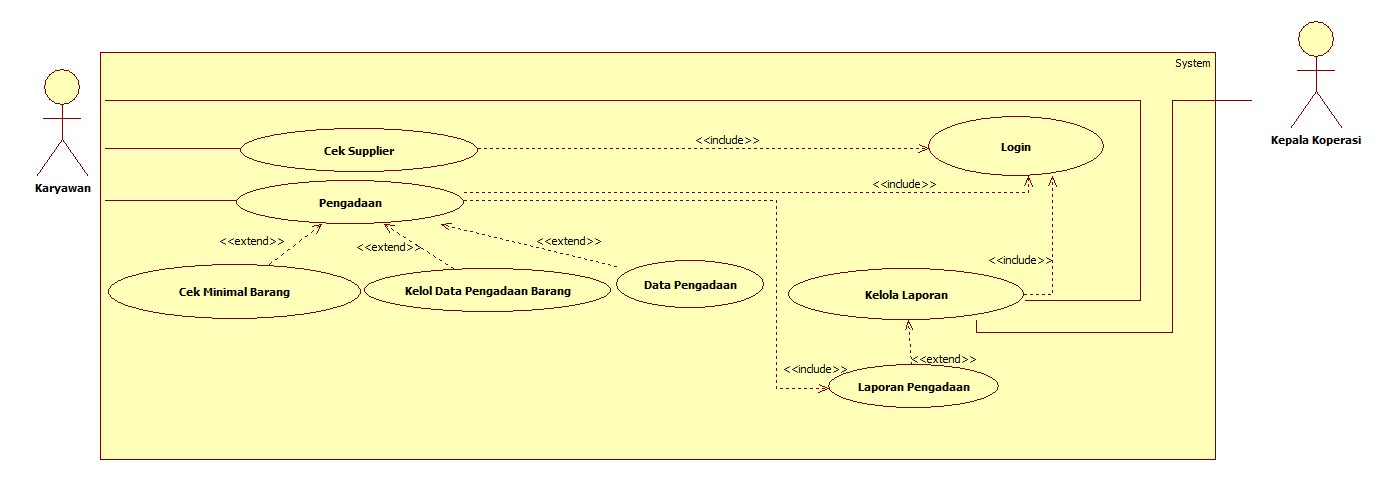 System
Karyawan
Kepala Koperasi
Cek Supplier
<<include>>
Login
Pengadaan
<<include>>
<<extend>>
<<extend>>
<<extend>>
<<include>>
Cek Minimal Barang
Kelol Data Pengadaan Barang
Data Pengadaan
Kelola Laporan
<<include>>
<<extend>>
Laporan Pengadaan